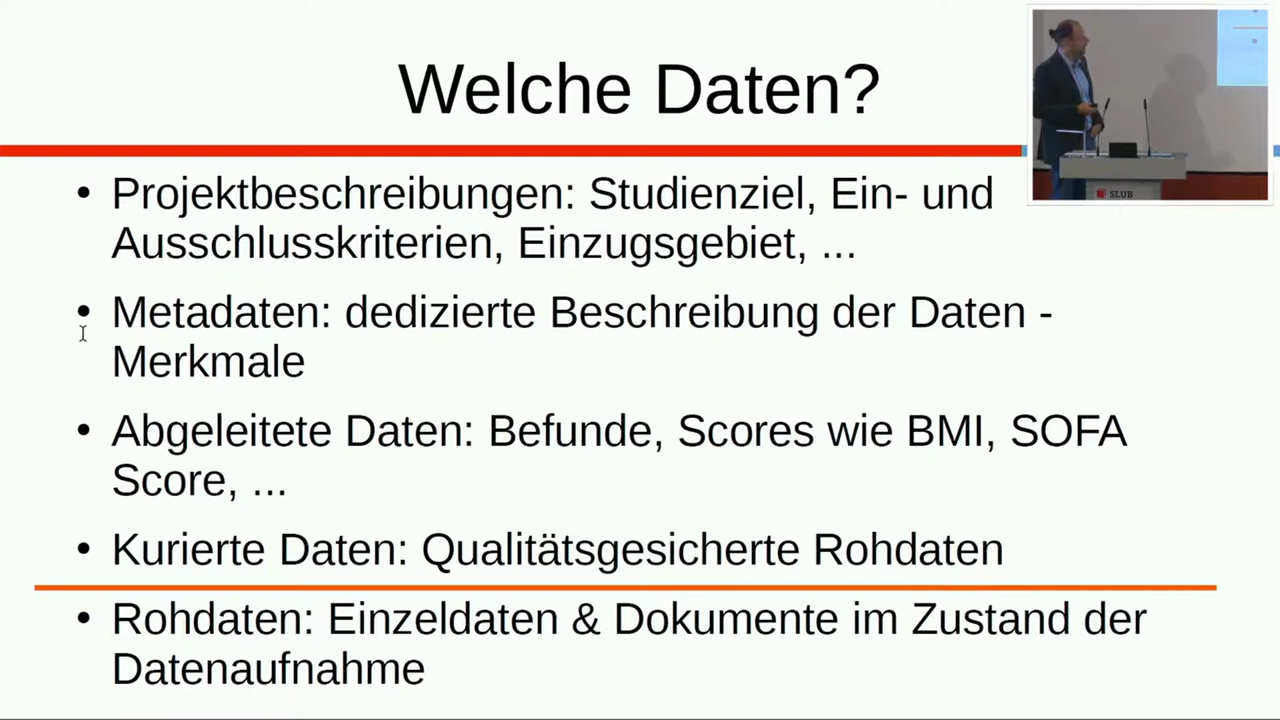 Welche Daten?
• Projektbeschreibungen: Studienziel, Ein- und
Ausschlusskriterien, Einzugsgebiet, ...
• Metadaten: dedizierte Beschreibung der Daten -
Merkmale
• Abgeleitete Daten: Befunde, Scores wie BMI, SOFA
Score, ...
• Kurierte Daten: Qualitätsgesicherte Rohdaten
• Rohdaten: Einzeldaten & Dokumente im Zustand der
Datenaufnahme
SLUB